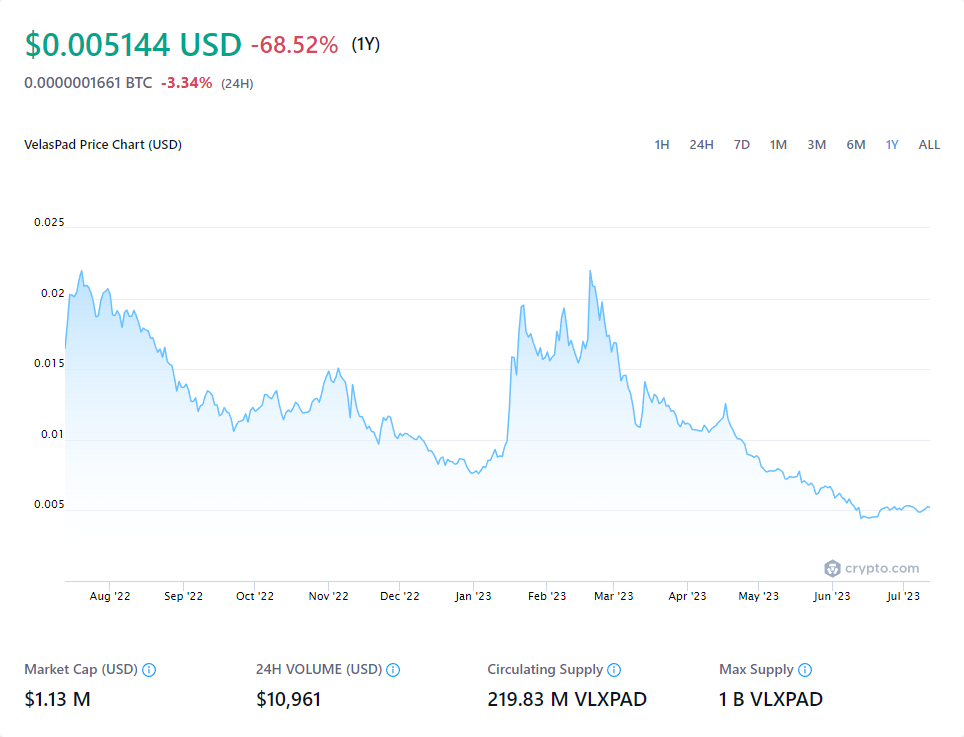 $0.005144 USD -68.52% (1Y)
0.0000001661 BTC -3.34% (24H)
VelasPad Price Chart (USD) 1H 24H 7D 1M 3M 6M 1Y ALL
0.025
0.02
0.015
0.01
0.005
crypto.com
Aug '22 Sep '22 Oct '22 Nov '22 Dec '22 Jan '23 Feb '23 Mar '23 Apr '23 May '23 Jun '23 Jul '23
Market Cap (USD) 24H VOLUME (USD) Circulating Supply Max Supply
$1.13 M $10,961 219.83 M VLXPAD 1 B VLXPAD